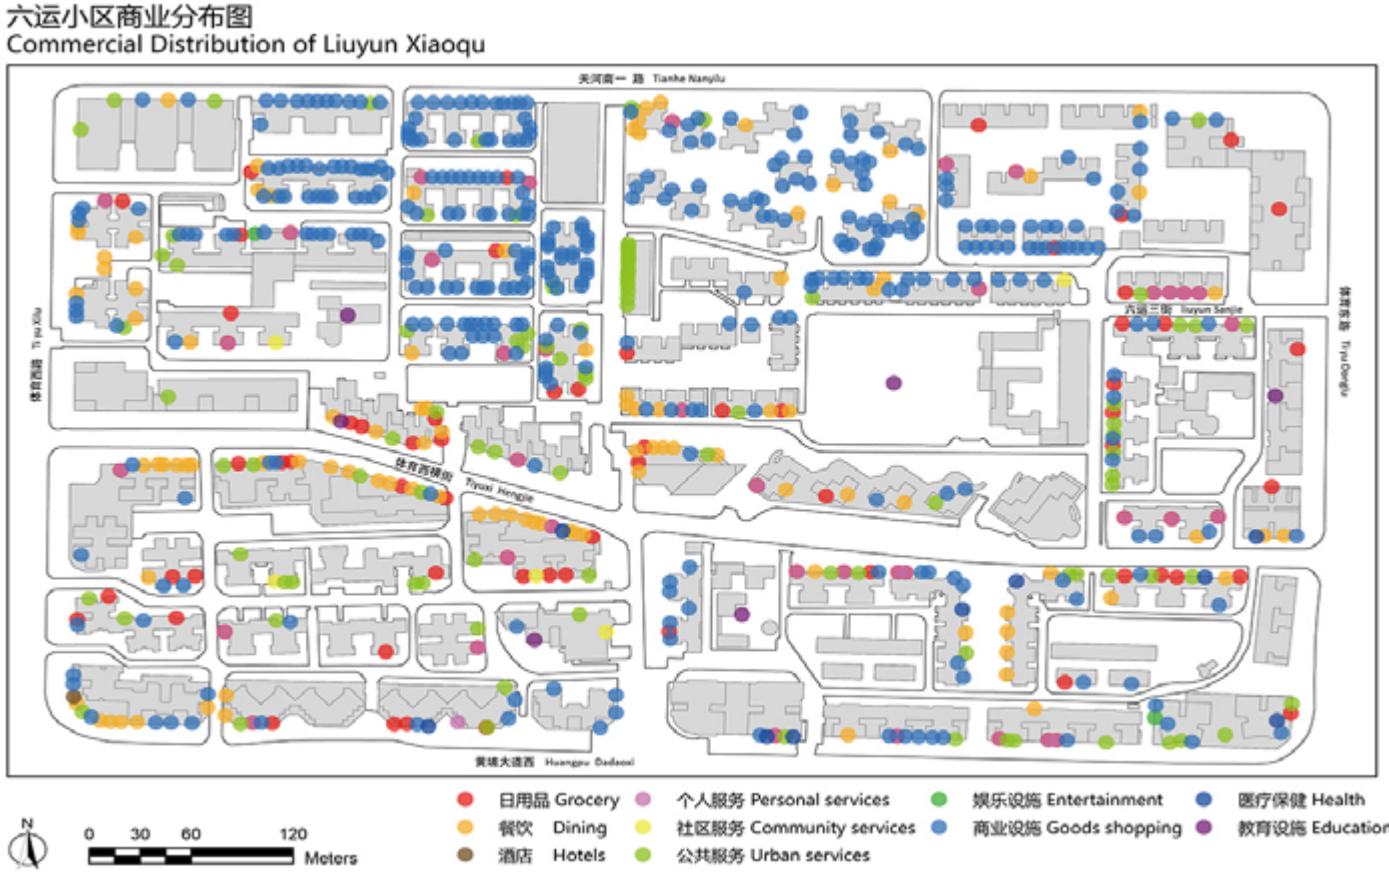 六运小区商业分布图
Commercial Distribution of Liuyun Xiaoqu
天河南一 路 Tianhe Nanyilu
体育西路 Ti yu Xilu
体育东路 Ti yu Donglu
六运三街 liuyun Sanjie
体育西横街 Tiyuxi Hengjie
黄埔大道西 Huangpu Dadaoxi
N
0 30 60 120
Meters
日用品 Grocery
个人服务 Personal services
娱乐设施 Entertainment
医疗保健 Health
餐饮 Dining
社区服务 Community services
商业设施 Goods shopping
教育设施 Education
酒店 Hotels
公共服务 Urban services